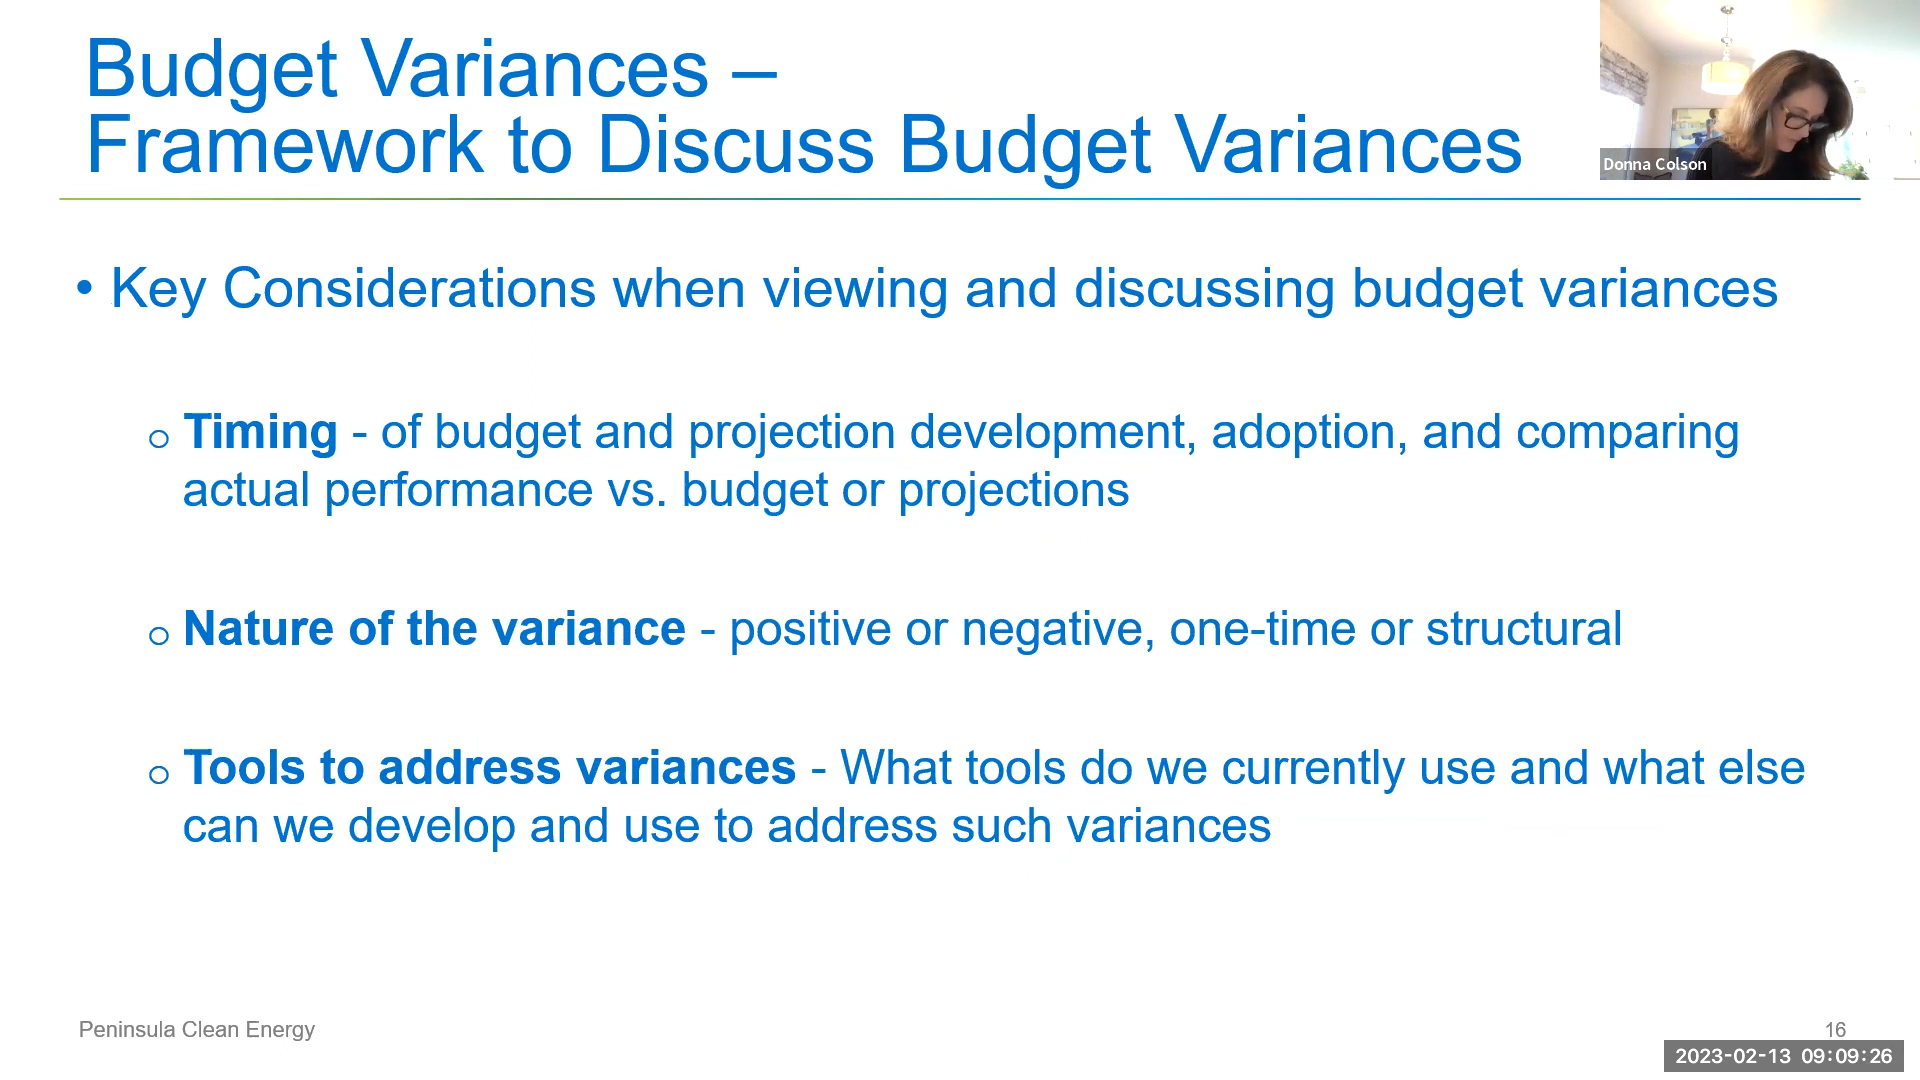 Budget Variances –
Framework to Discuss Budget Variances
Donna Colson
• Key Considerations when viewing and discussing budget variances
o Timing - of budget and projection development, adoption, and comparing
actual performance vs. budget or projections
o Nature of the variance - positive or negative, one-time or structural
o Tools to address variances - What tools do we currently use and what else
can we develop and use to address such variances
Peninsula Clean Energy
16
2023-02-13 09:09:26